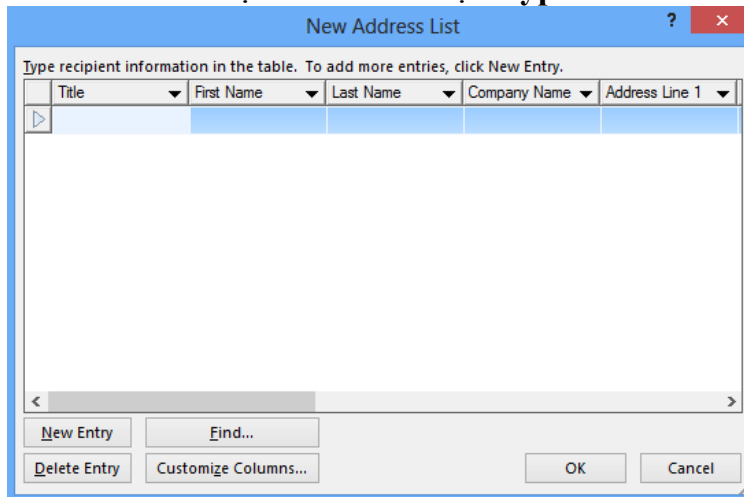 New Address List ?
Type recipient information in the table. To add more entries, click New Entry.
Title First Name Last Name Company Name Address Line 1
New Entry Find...
Delete Entry Customize Columns... OK Cancel